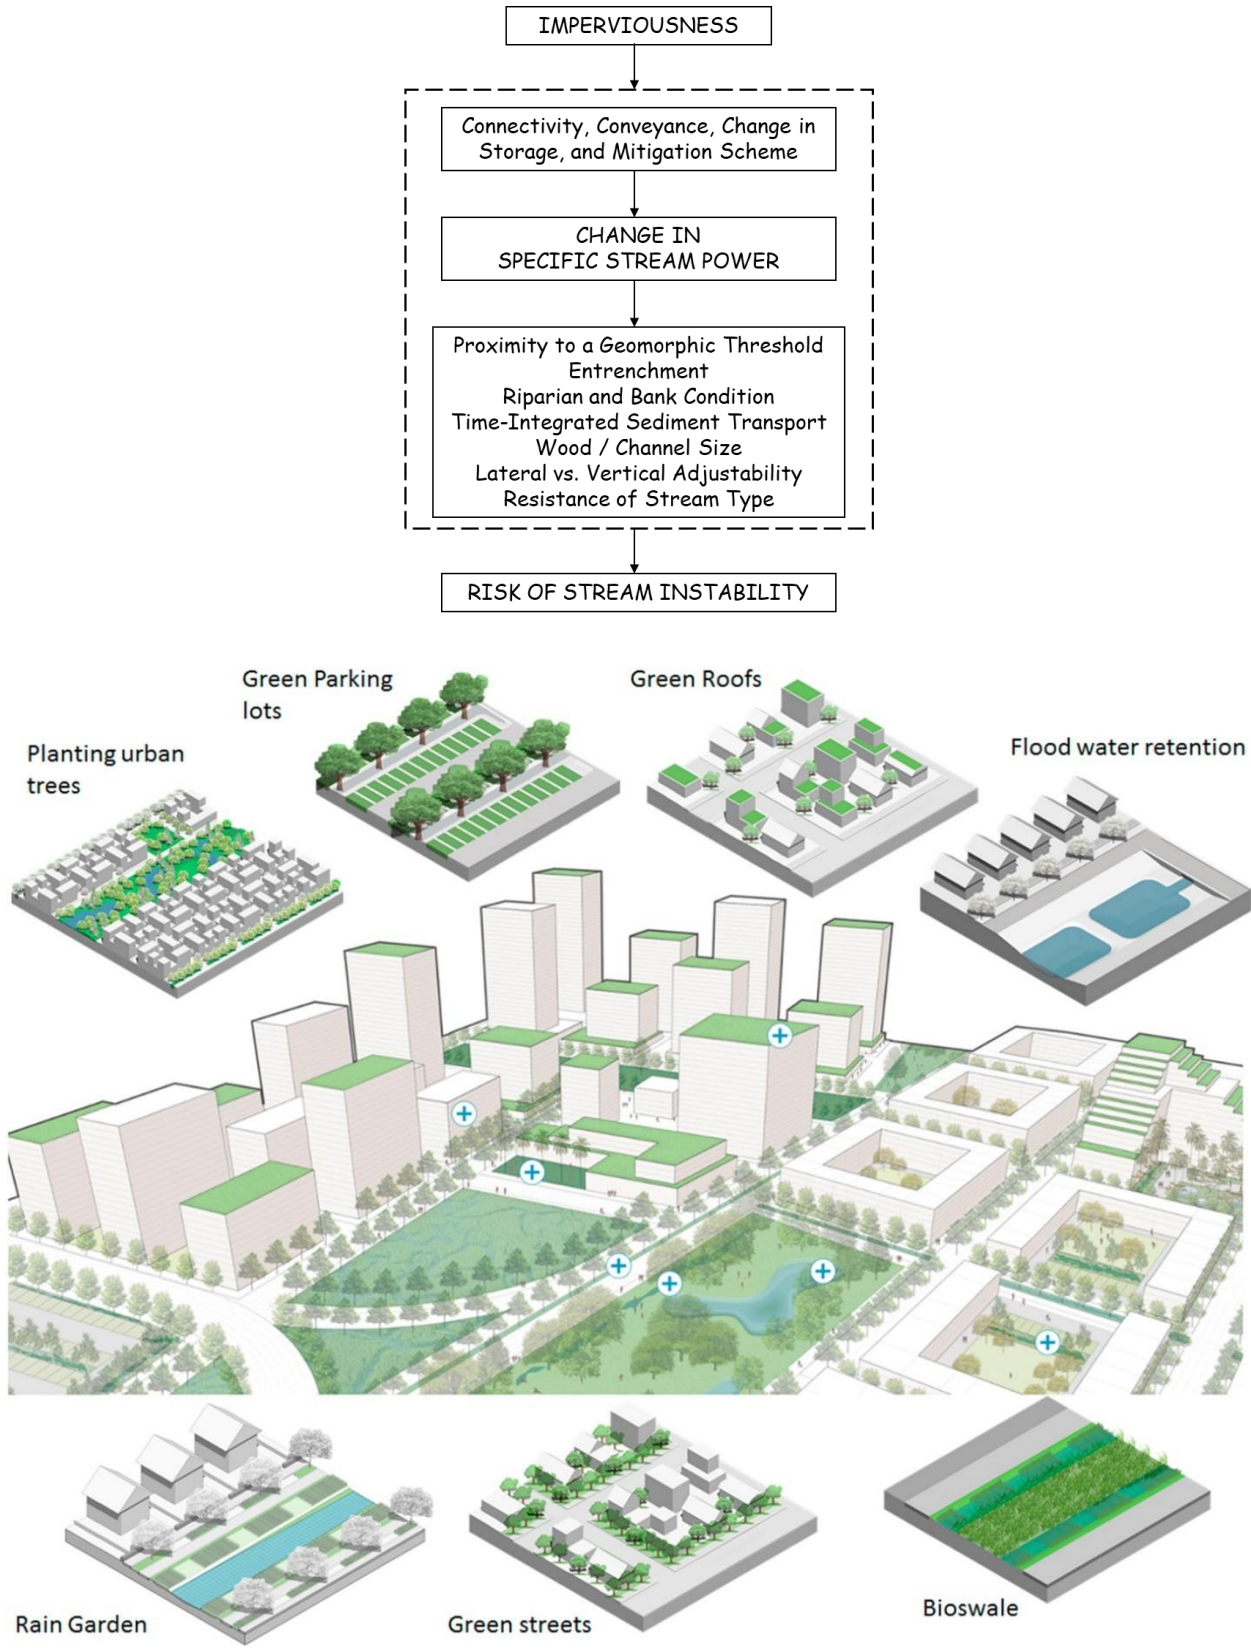 IMPERVIOUSNESS
Connectivity, Conveyance, Change in
Storage, and Mitigation Scheme
CHANGE IN
SPECIFIC STREAM POWER
Proximity to a Geomorphic Threshold
Entrenchment
Riparian and Bank Condition
Time-Integrated Sediment Transport
Wood / Channel Size
Lateral vs. Vertical Adjustability
Resistance of Stream Type
RISK OF STREAM INSTABILITY
Green Parking
lots
Green Roofs
Planting urban
trees
Flood water retention
Rain Garden
Green streets
Bioswale